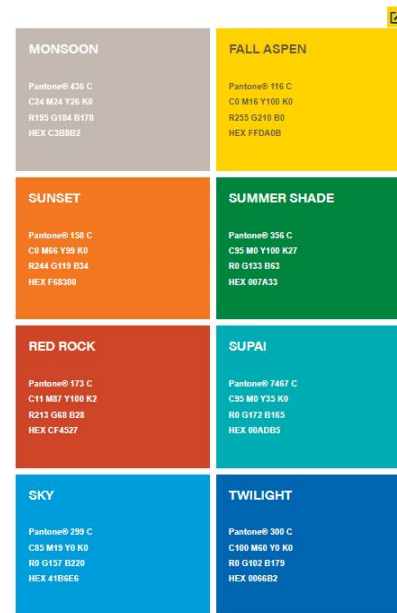 MONSOON
Pantone® 436 C
C24 M24 Y26 K0
R195 G184 B178
HEX C3B8B2
FALL ASPEN
Pantone® 116 C
C0 M16 Y100 K0
R255 G210 B0
HEX FFDA0B
SUNSET
Pantone® 158 C
C0 M66 Y99 K0
R244 G119 B34
HEX F68300
SUMMER SHADE
Pantone® 356 C
C95 M0 Y100 K27
R0 G133 B63
HEX 007A33
RED ROCK
Pantone® 173 C
C11 M87 Y100 K2
R213 G68 B28
HEX CF4527
SUPAI
Pantone® 7467 C
C95 M0 Y35 K0
R0 G172 B165
HEX 00ADB5
SKY
Pantone® 299 C
C85 M19 Y0 K0
R0 G157 B220
HEX 41B6E6
TWILIGHT
Pantone® 300 C
C100 M60 Y0 K0
R0 G102 B179
HEX 0066B2